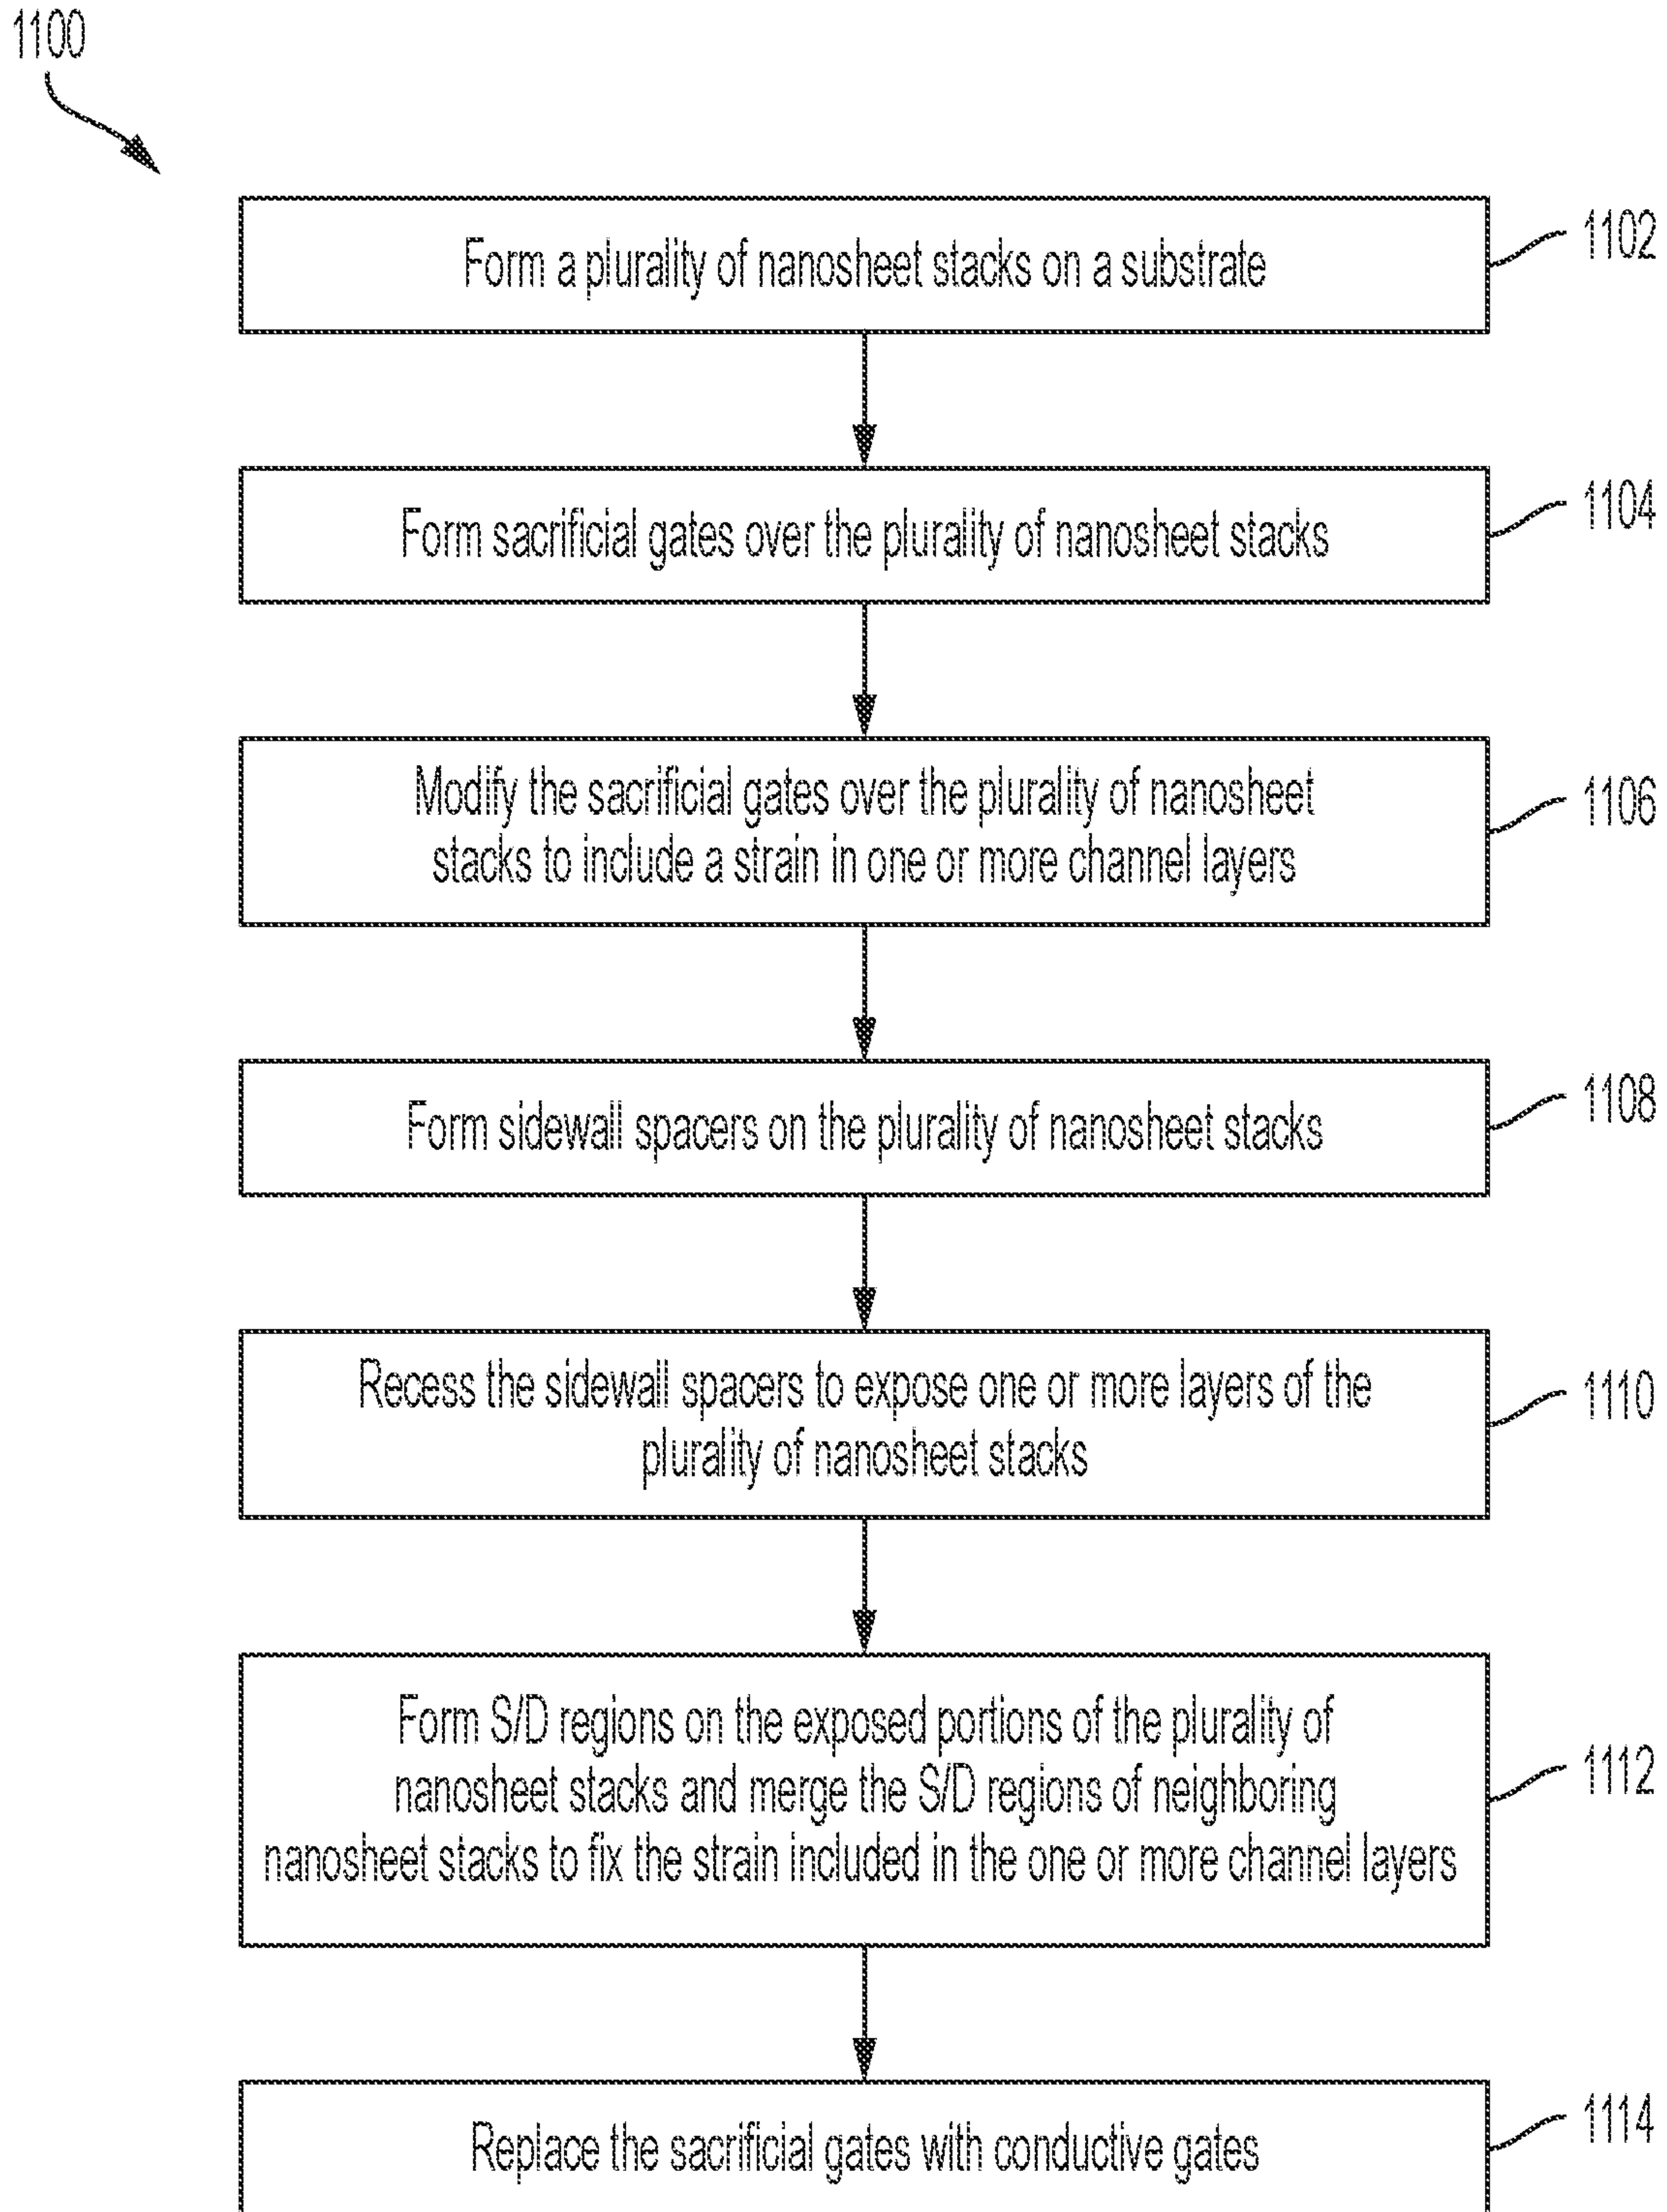 1100
Form a plurality of nanosheet stacks on a substrate
1102
Form sacrificial gates over the plurality of nanosheet stacks
1104
Modify the sacrificial gates over the plurality of nanosheet
stacks to include a strain in one or more channel layers
1106
Form sidewall spacers on the plurality of nanosheet stacks
1108
Recess the sidewall spacers to expose one or more layers of the
plurality of nanosheet stacks
1110
Form S/D regions on the exposed portions of the plurality of
nanosheet stacks and merge the S/D regions of neighboring
nanosheet stacks to fix the strain included in the one or more channel layers
1112
Replace the sacrificial gates with conductive gates
1114